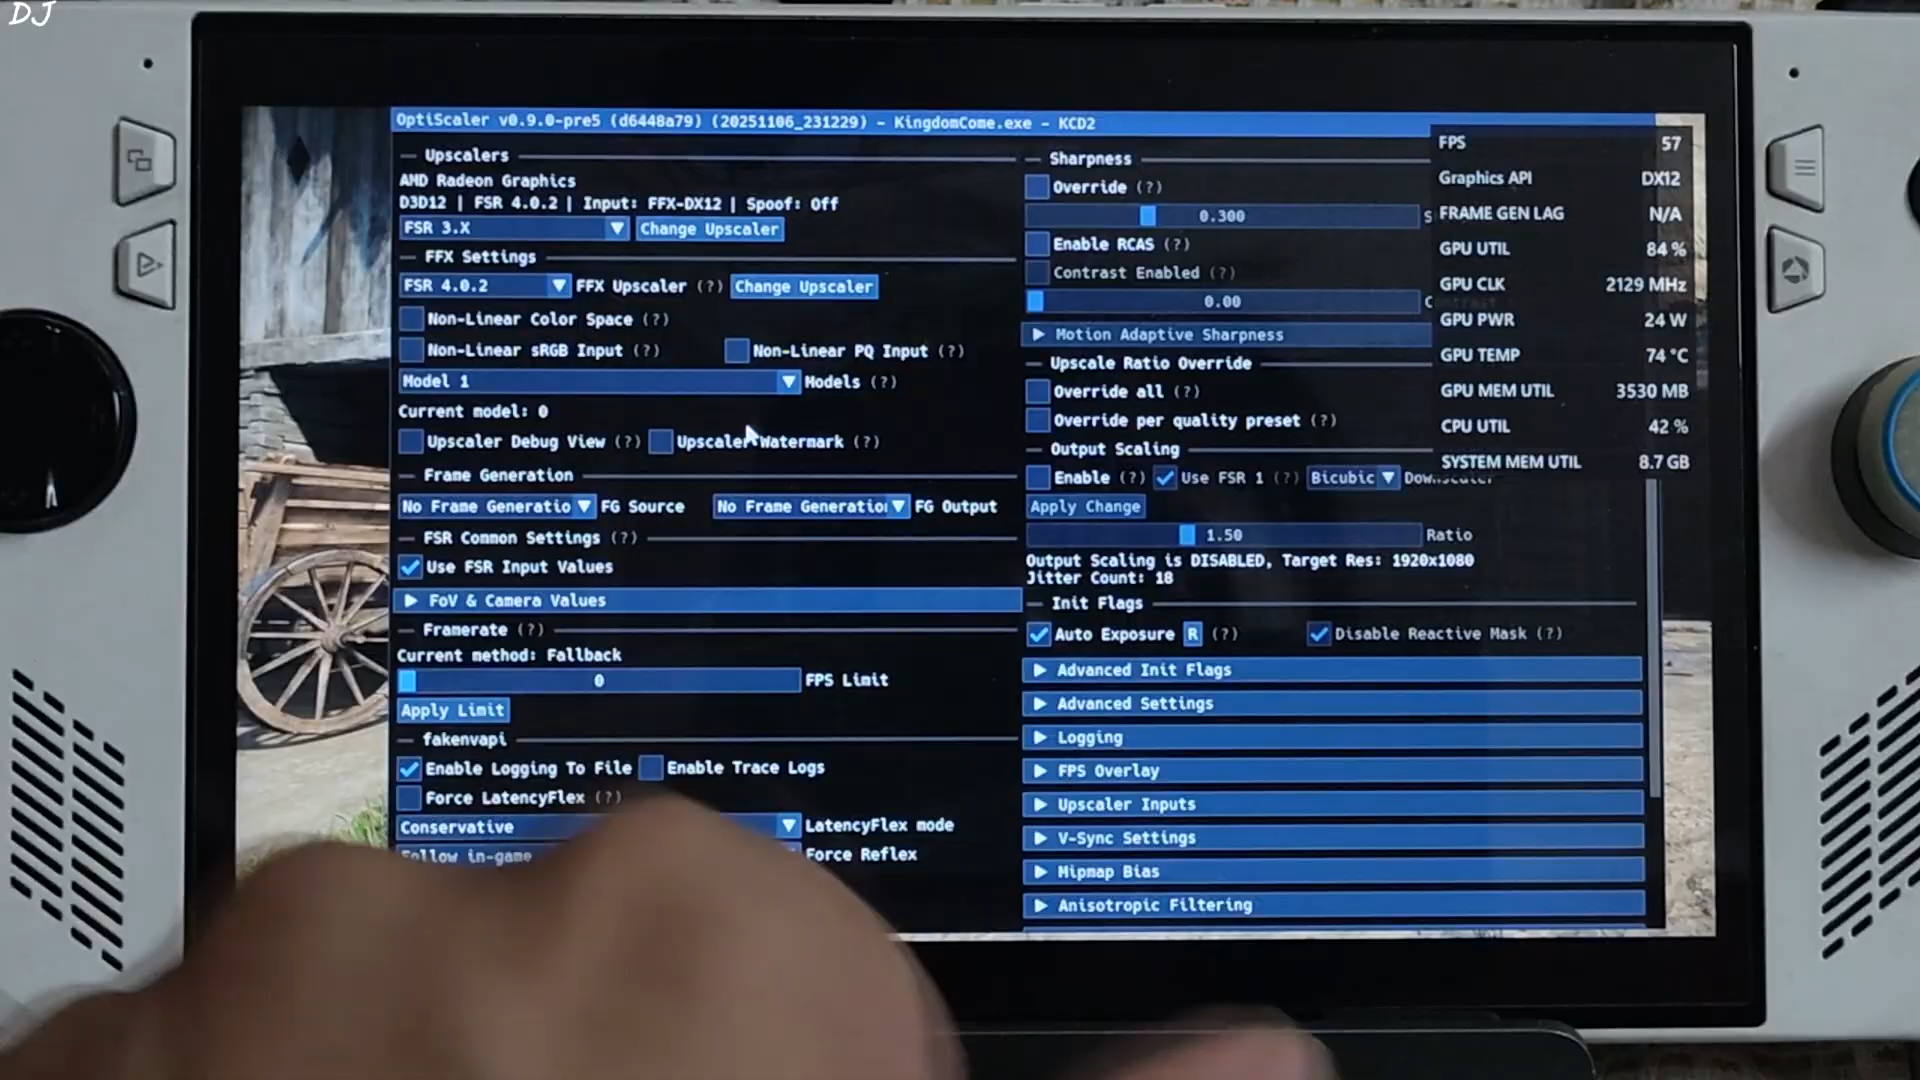 DJ
OptiScaler v0.9.0-pre5 (d6448a79) (20251106_231229) - KingdomCome.exe - KCD2
Upscalers
AMD Radeon Graphics
D3D12 | FSR 4.0.2 | Input: FFX-DX12 | Spoof: Off
FSR 3.X Change Upscaler
FFX Settings
FSR 4.0.2 FFX Upscaler (?) Change Upscaler
Non-Linear Color Space (?)
Non-Linear sRGB Input (?) Non-Linear PQ Input (?)
Model 1 Models (?)
Current model: 0
Upscaler Debug View (?) Upscaler Watermark (?)
Frame Generation
No Frame Generatio FG Source No Frame Generation FG Output
FSR Common Settings (?)
Use FSR Input Values
FoV & Camera Values
Framerate (?)
Current method: Fallback
0 FPS Limit
Apply Limit
fakenvapi
Enable Logging To File Enable Trace Logs
Force LatencyFlex (?)
Conservative LatencyFlex mode
Follow in-game Force Reflex
Sharpness
Override (?)
0.300 S
Enable RCAS (?)
Contrast Enabled (?)
0.00 C
Motion Adaptive Sharpness
Upscale Ratio Override
Override all (?)
Override per quality preset (?)
Output Scaling
Enable (?) Use FSR 1 (?) Bicubic Downscaler
Apply Change
1.50 Ratio
Output Scaling is DISABLED, Target Res: 1920x1080
Jitter Count: 18
Init Flags
Auto Exposure R (?) Disable Reactive Mask (?)
Advanced Init Flags
Advanced Settings
Logging
FPS Overlay
Upscaler Inputs
V-Sync Settings
Mipmap Bias
Anisotropic Filtering
FPS 57
Graphics API DX12
FRAME GEN LAG N/A
GPU UTIL 84 %
GPU CLK 2129 MHz
GPU PWR 24 W
GPU TEMP 74 °C
GPU MEM UTIL 3530 MB
CPU UTIL 42 %
SYSTEM MEM UTIL 8.7 GB